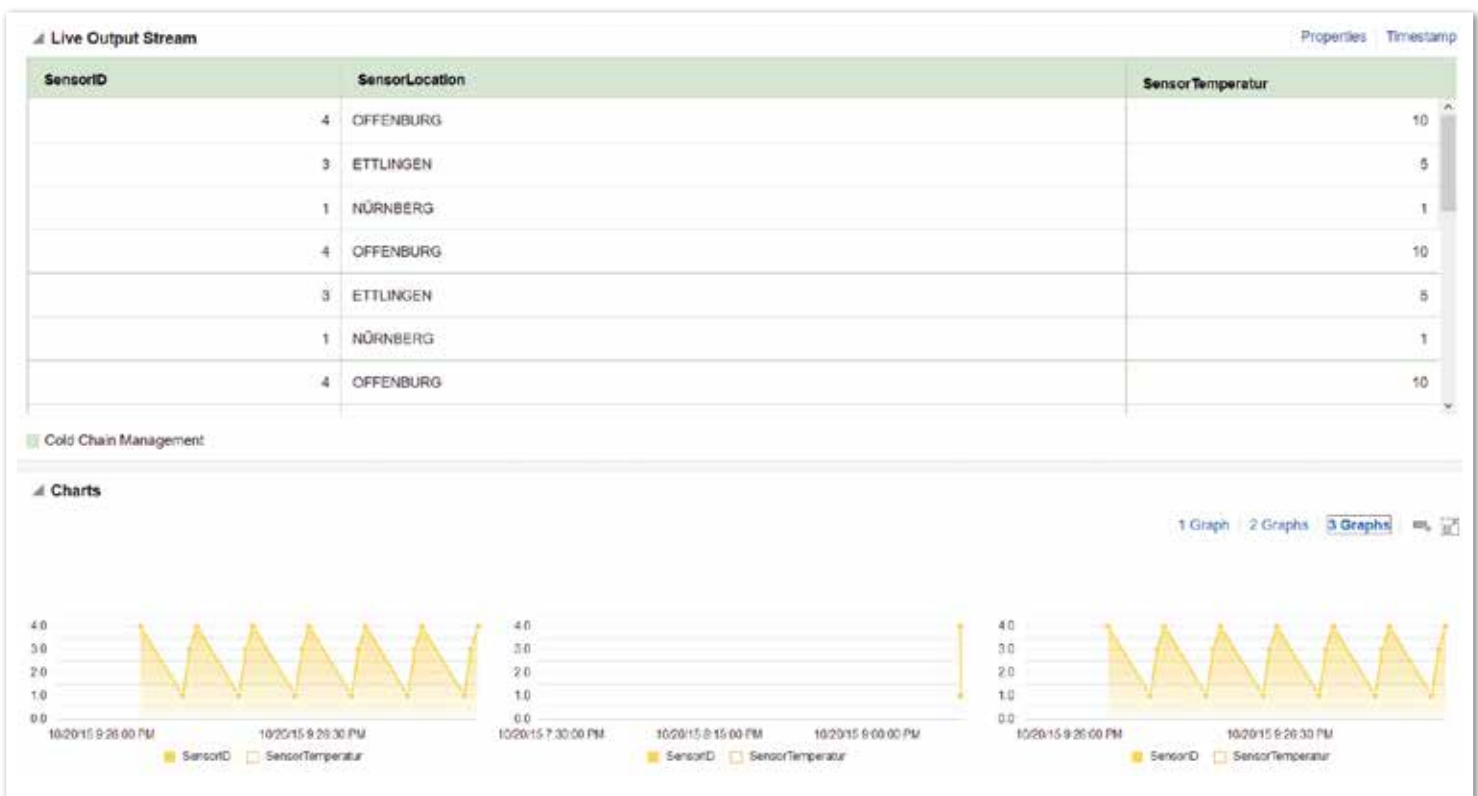 Live Output Stream
Properties Timestamp
SensorID SensorLocation SensorTemperatur
4 OFFENBURG 10
3 ETTLINGEN 5
1 NÜRNBERG 1
4 OFFENBURG 10
3 ETTLINGEN 5
1 NÜRNBERG 1
4 OFFENBURG 10
Cold Chain Management
Charts
1 Graph 2 Graphs 3 Graphs
4.0
3.0
2.0
1.0
0.0
10/20/15 9:26:00 PM 10/20/15 9:26:30 PM
SensorID SensorTemperatur
4.0
3.0
2.0
1.0
0.0
10/20/15 7:30:00 PM 10/20/15 8:15:00 PM 10/20/15 9:00:00 PM
SensorID SensorTemperatur
4.0
3.0
2.0
1.0
0.0
10/20/15 9:26:00 PM 10/20/15 9:26:30 PM
SensorID SensorTemperatur